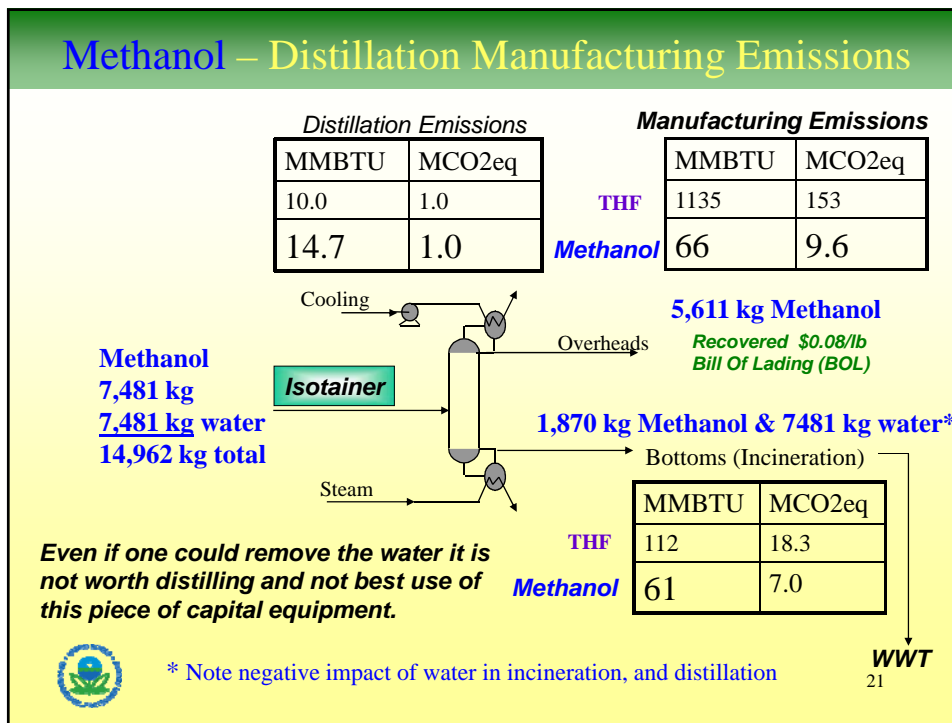 Methanol – Distillation Manufacturing Emissions
Distillation Emissions
MMBTU MCO2eq
10.0 1.0
14.7 1.0
Manufacturing Emissions
MMBTU MCO2eq
THF 1135 153
Methanol 66 9.6
Cooling
Overheads
5,611 kg Methanol
Recovered $0.08/lb
Bill Of Lading (BOL)
Methanol
7,481 kg
7,481 kg water
14,962 kg total
Isotainer
1,870 kg Methanol & 7481 kg water*
Bottoms (Incineration)
Steam
MMBTU MCO2eq
THF 112 18.3
Methanol 61 7.0
Even if one could remove the water it is
not worth distilling and not best use of
this piece of capital equipment.
* Note negative impact of water in incineration, and distillation
WWT
21